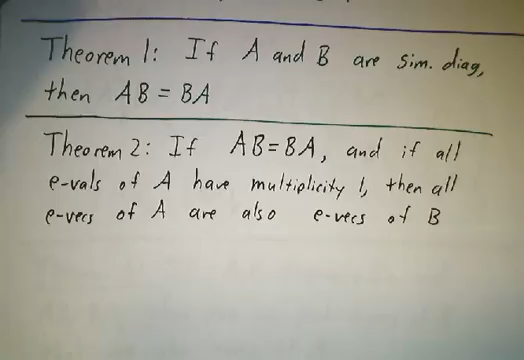 Theorem 1: If A and B are sim. diag,
then AB = BA
Theorem 2: If AB=BA, and if all
e-vals of A have multiplicity 1, then all
e-vecs of A are also e-vecs of B